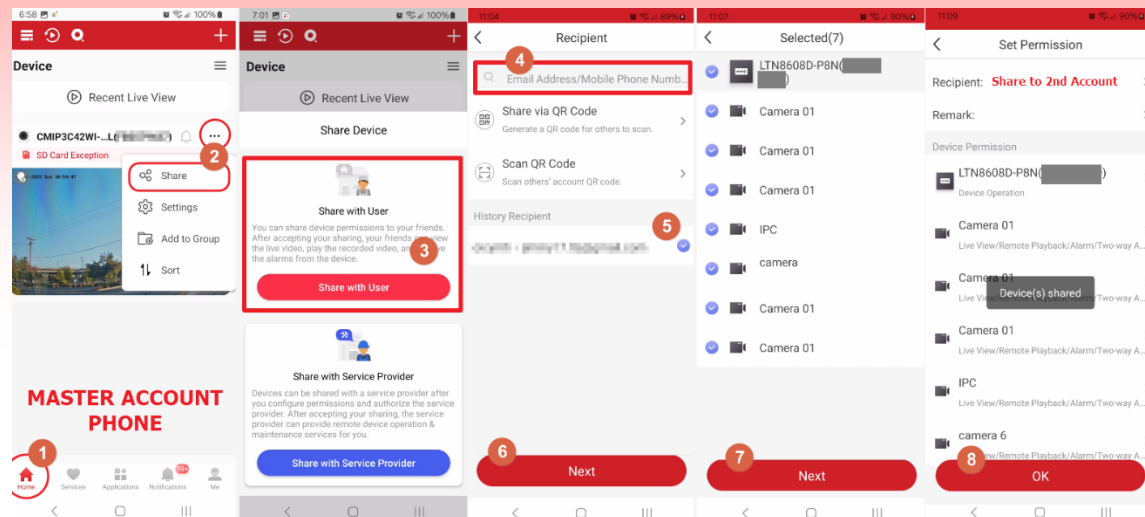 6:58
100%
Device
Recent Live View
CMIP3C42WI-...L(
SD Card Exception
2
Share
Settings
Add to Group
Sort
MASTER ACCOUNT
PHONE
1
99+
Home
Services
Applications
Notifications
Me
7:01
100%
Device
Recent Live View
Share Device
Share with User
You can share device permissions to your friends.
After accepting your sharing, your friends can view
the live video, play the recorded video, and
the alarms from the device.
3
Share with User
Share with Service Provider
Devices can be shared with a service provider after
you configure permissions and authorize the service
provider. After accepting your sharing, the service
provider can provide remote device operation &
maintenance services for you.
Share with Service Provider
11:04
89%
Recipient
4
Email Address/Mobile Phone Numb...
Share via QR Code
Generate a QR code for others to scan.
Scan QR Code
Scan others' account QR code.
History Recipient
5
6
Next
11:07
90%
Selected(7)
LTN8608D-P8N(
)
Camera 01
Camera 01
Camera 01
IPC
camera
Camera 01
Camera 01
7
Next
11:09
90%
Set Permission
Recipient: Share to 2nd Account
Remark:
Device Permission
LTN8608D-P8N( )
Device Operation
Camera 01
Live View/Remote Playback/Alarm/Two-way A...
Camera 01
Device(s) shared
Live View/Remote Playback/Alarm/Two-way A...
Camera 01
Live View/Remote Playback/Alarm/Two-way A...
IPC
Live View/Remote Playback/Alarm/Two-way A...
camera 6
View/Remote Playback/Alarm/Two-way A...
8
OK